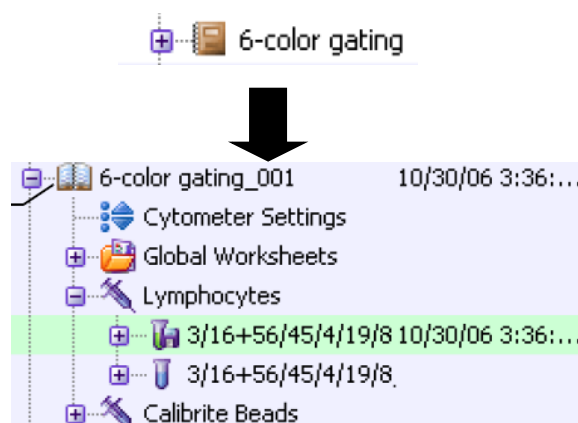 6-color gating
6-color gating_001 10/30/06 3:36:...
Cytometer Settings
Global Worksheets
Lymphocytes
3/16+56/45/4/19/8 10/30/06 3:36:...
3/16+56/45/4/19/8
Calibrite Beads